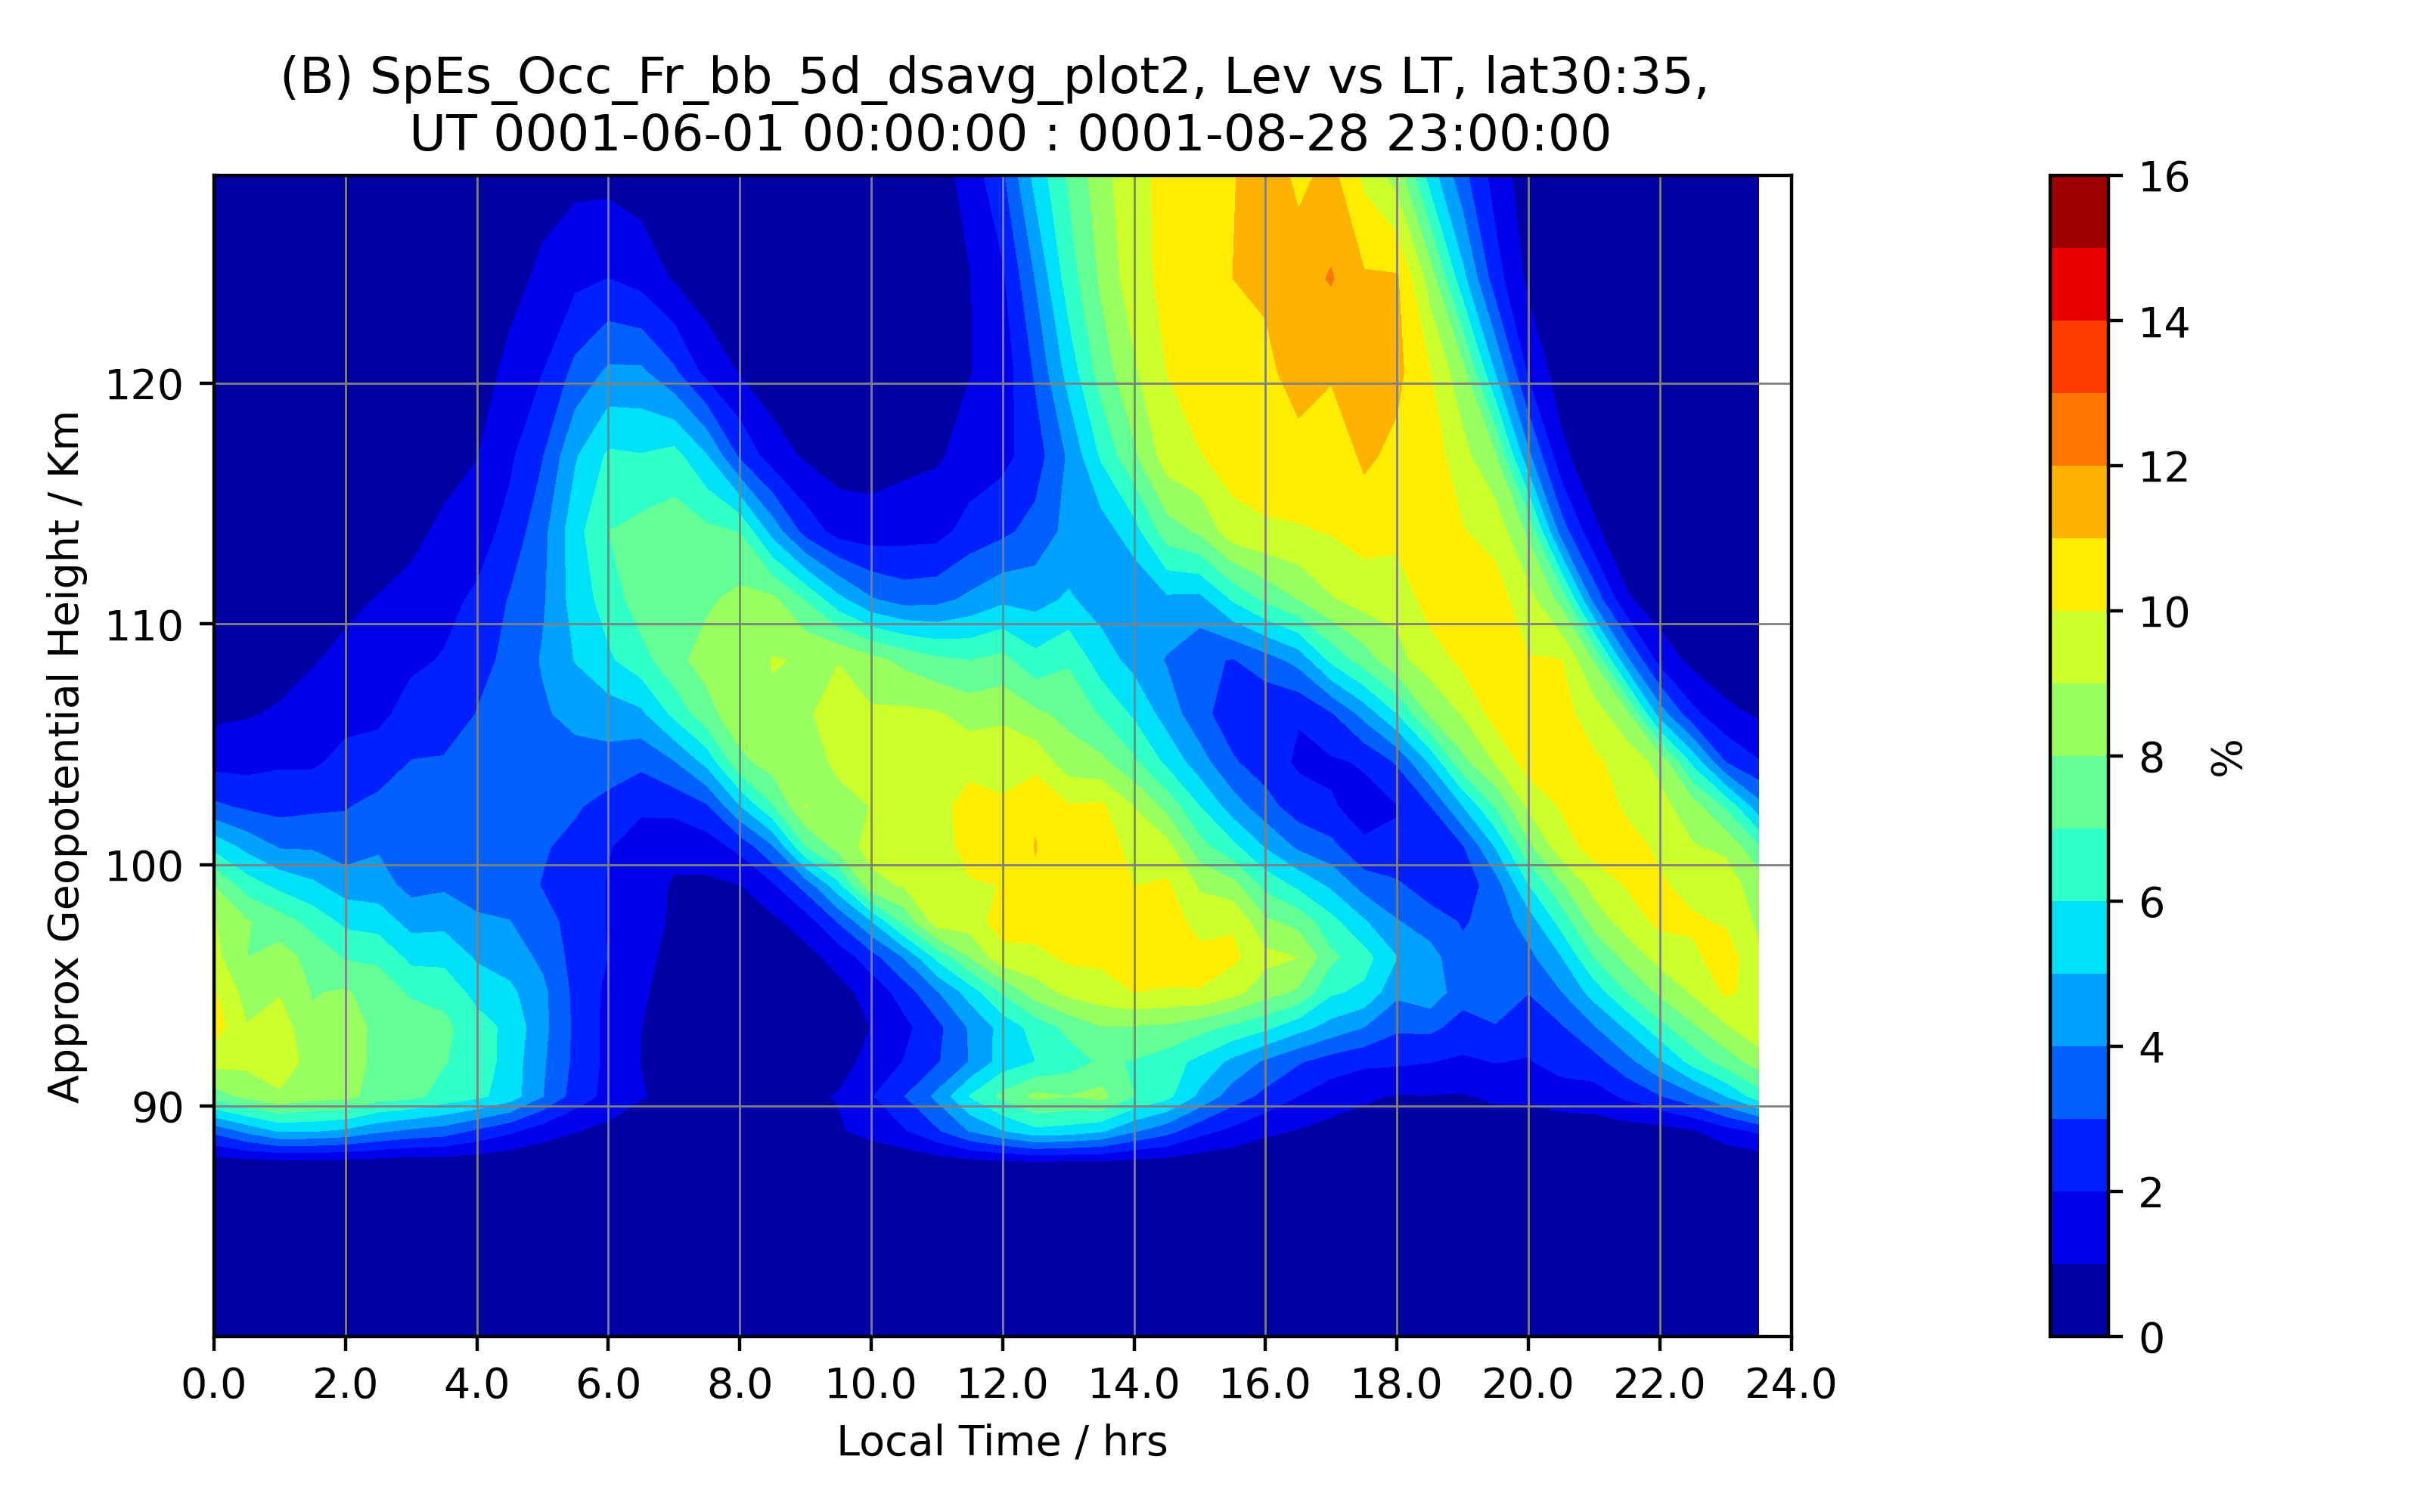 (B) SpEs_Occ_Fr_bb_5d_dsavg_plot2, Lev vs LT, lat30:35,
UT 0001-06-01 00:00:00 : 0001-08-28 23:00:00
Approx Geopotential Height / Km
120
110
100
90
0.0 2.0 4.0 6.0 8.0 10.0 12.0 14.0 16.0 18.0 20.0 22.0 24.0
Local Time / hrs
16
14
12
10
8
6
4
2
0
%